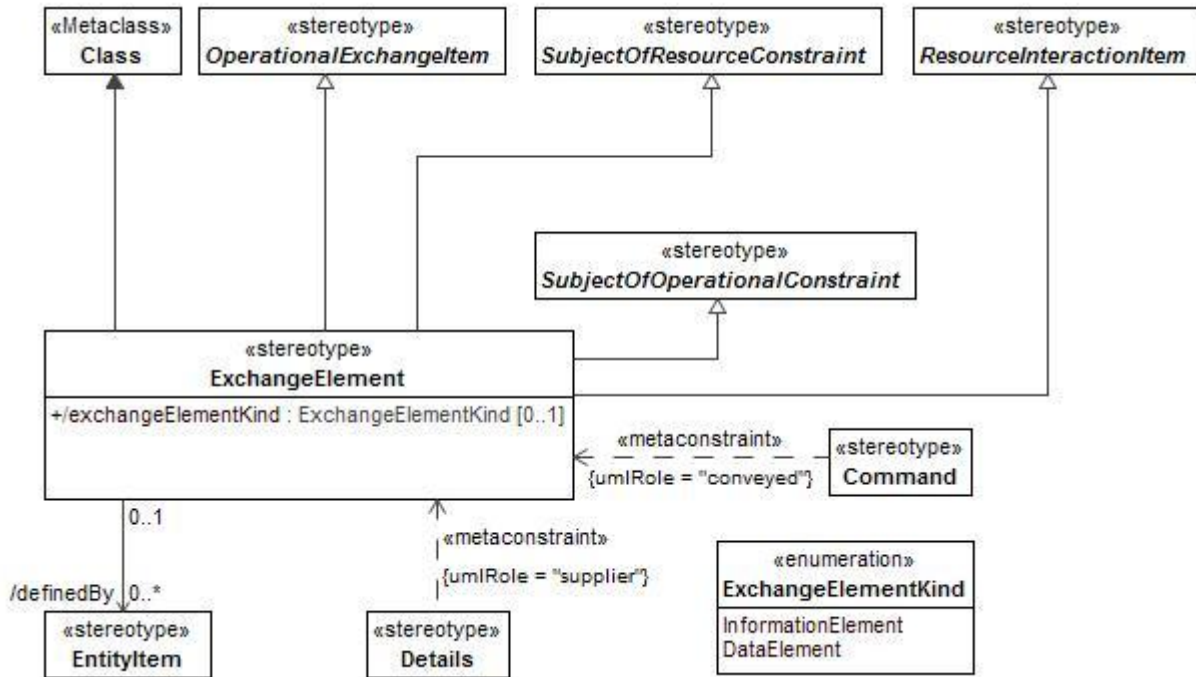 «Metaclass»
Class
«stereotype»
OperationalExchangeItem
«stereotype»
SubjectOfResourceConstraint
«stereotype»
ResourceInteractionItem
«stereotype»
SubjectOfOperationalConstraint
«stereotype»
ExchangeElement
+/exchangeElementKind : ExchangeElementKind [0..1]
«metaconstraint»
{umlRole = "conveyed"}
«stereotype»
Command
0..1
/definedBy
0..*
«metaconstraint»
{umlRole = "supplier"}
«stereotype»
EntityItem
«stereotype»
Details
«enumeration»
ExchangeElementKind
InformationElement
DataElement